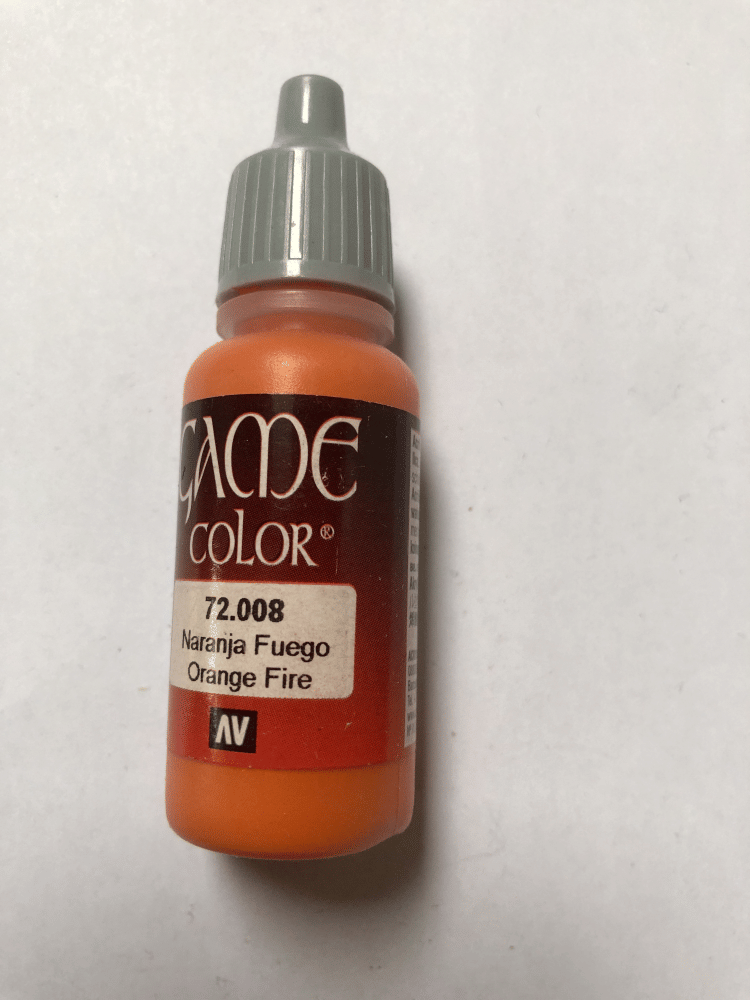 GAME
COLOR®
72.008
Naranja Fuego
Orange Fire
AV